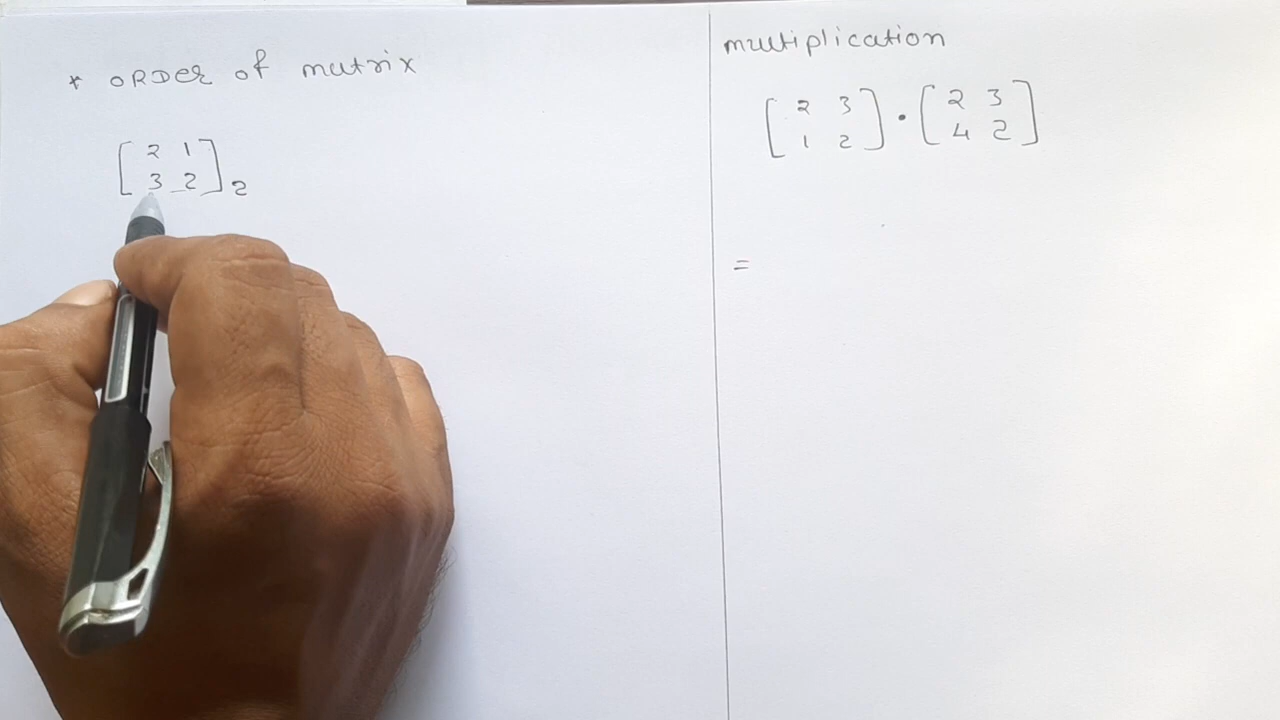 * ORDer of matrix
[ 2 1
3 2 ] 2
multiplication
[ 2 3
1 2 ] . [ 2 3
4 2 ]
=